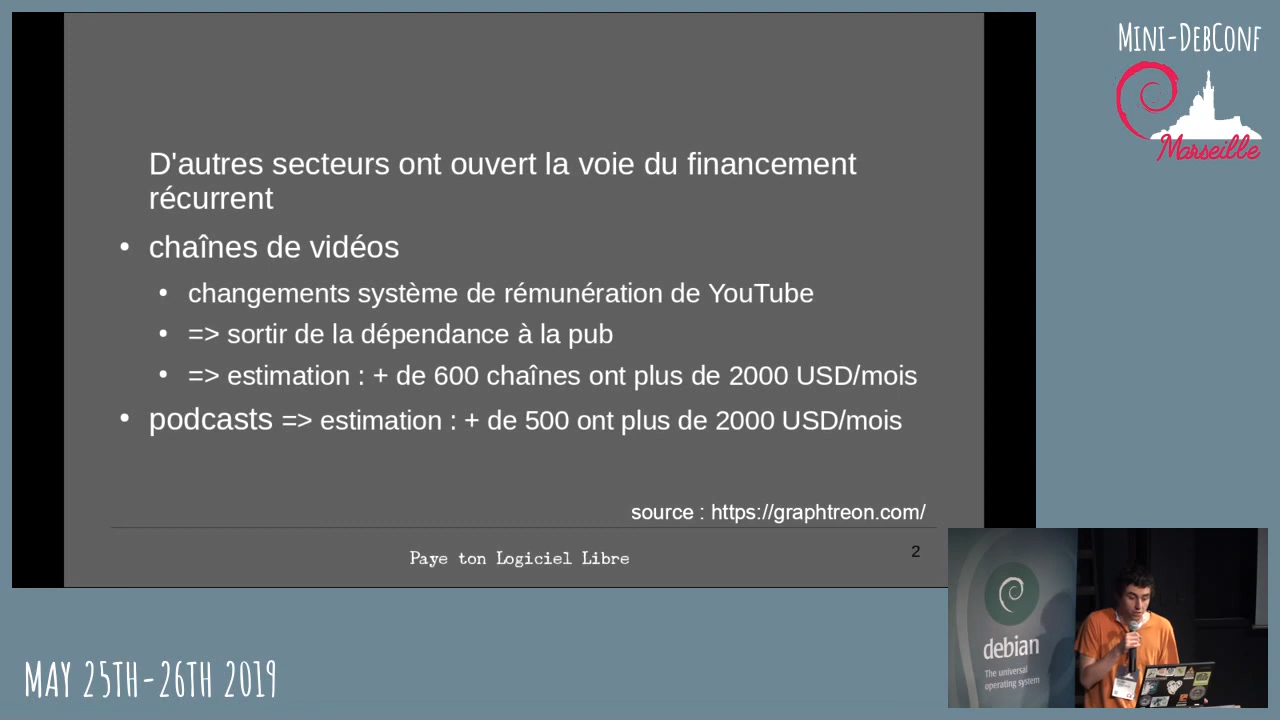 MINI-DEBCONF
Marseille
D'autres secteurs ont ouvert la voie du financement
récurrent
• chaînes de vidéos
• changements système de rémunération de YouTube
• => sortir de la dépendance à la pub
• => estimation : + de 600 chaînes ont plus de 2000 USD/mois
• podcasts => estimation : + de 500 ont plus de 2000 USD/mois
source : https://graphtreon.com/
Paye ton Logiciel Libre
2
debian
The universal
operating system
MAY 25TH-26TH 2019